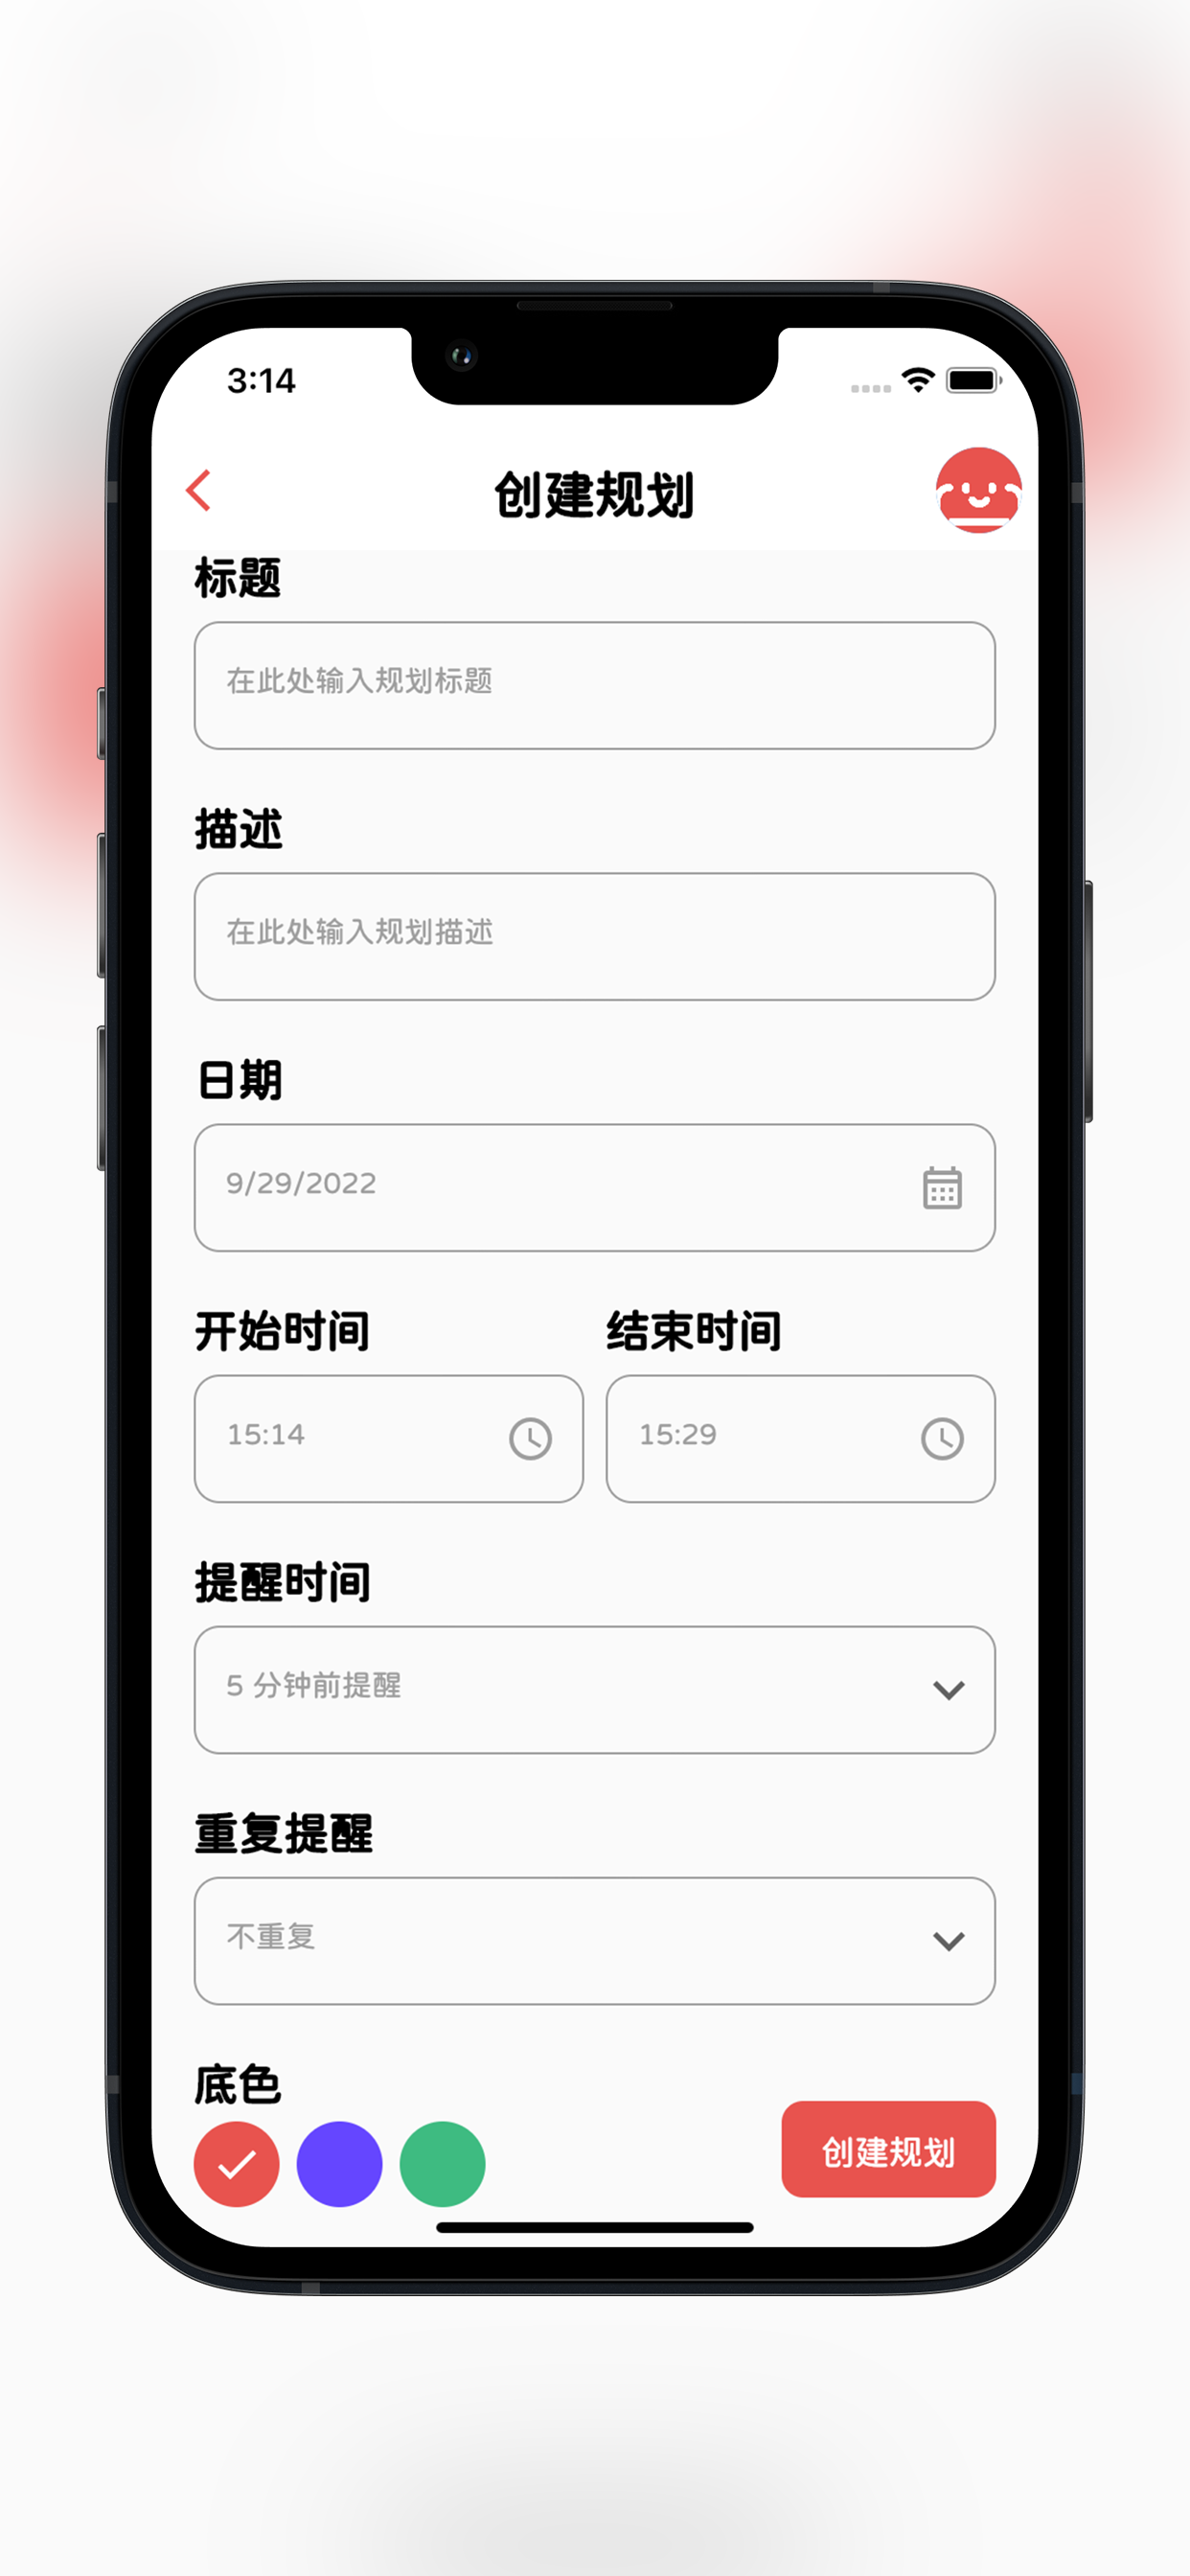 3:14
创建规划
标题
在此处输入规划标题
描述
在此处输入规划描述
日期
9/29/2022
开始时间 结束时间
15:14 15:29
提醒时间
5 分钟前提醒
重复提醒
不重复
底色
创建规划